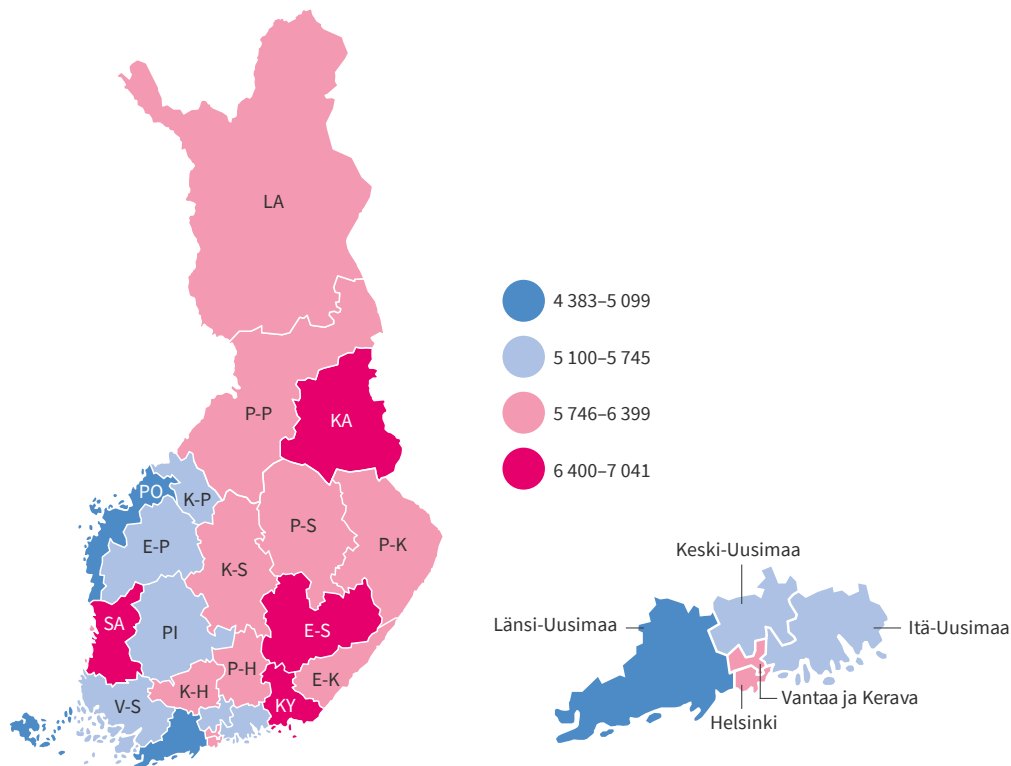 LA
P-P
KA
PO
K-P
E-P
P-S
P-K
K-S
SA
PI
E-S
P-H
K-H
E-K
V-S
KY
4 383–5 099
5 100–5 745
5 746–6 399
6 400–7 041
Keski-Uusimaa
Länsi-Uusimaa
Itä-Uusimaa
Vantaa ja Kerava
Helsinki